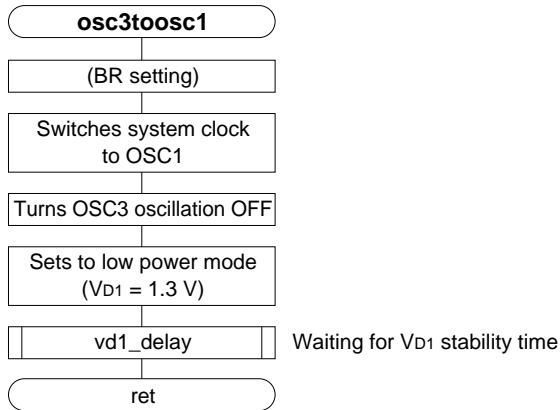 osc3toosc1
(BR setting)
Switches system clock
to OSC1
Turns OSC3 oscillation OFF
Sets to low power mode
(VD1 = 1.3 V)
vd1_delay Waiting for VD1 stability time
ret